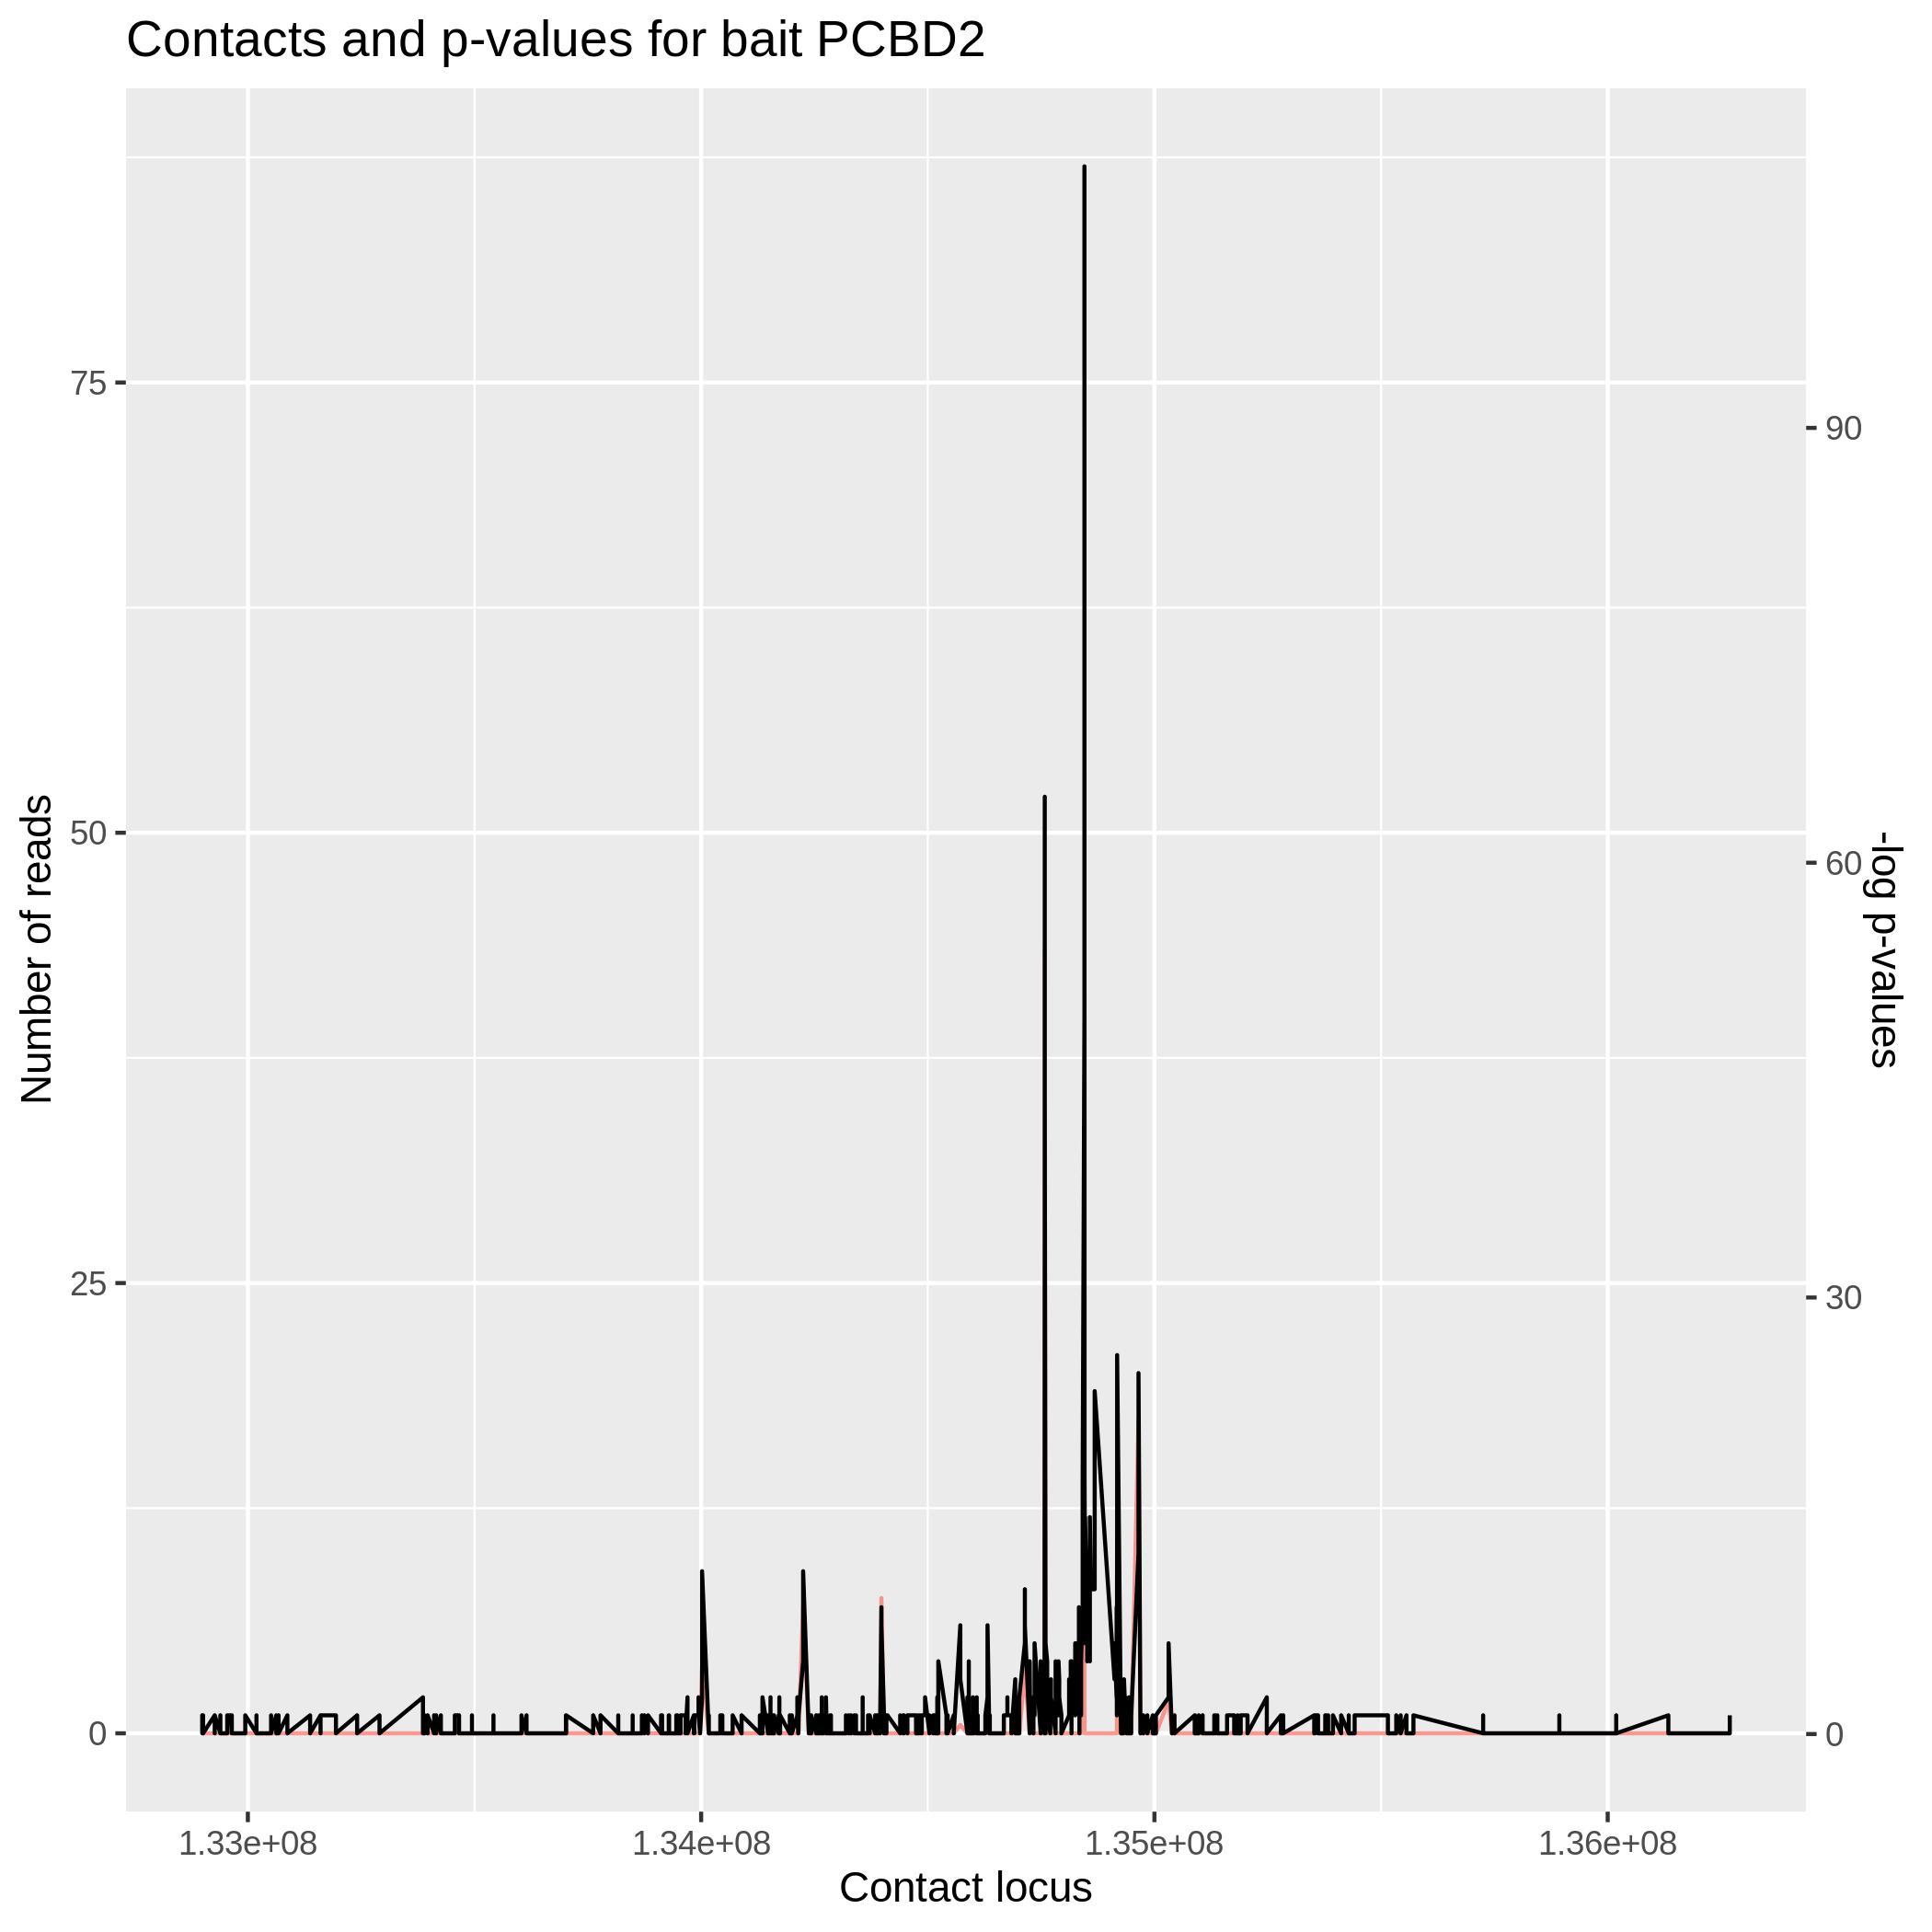 Contacts and p-values for bait PCBD2
Number of reads
75
50
25
0
90
60
30
0
-log p-values
1.33e+08 1.34e+08 1.35e+08 1.36e+08
Contact locus